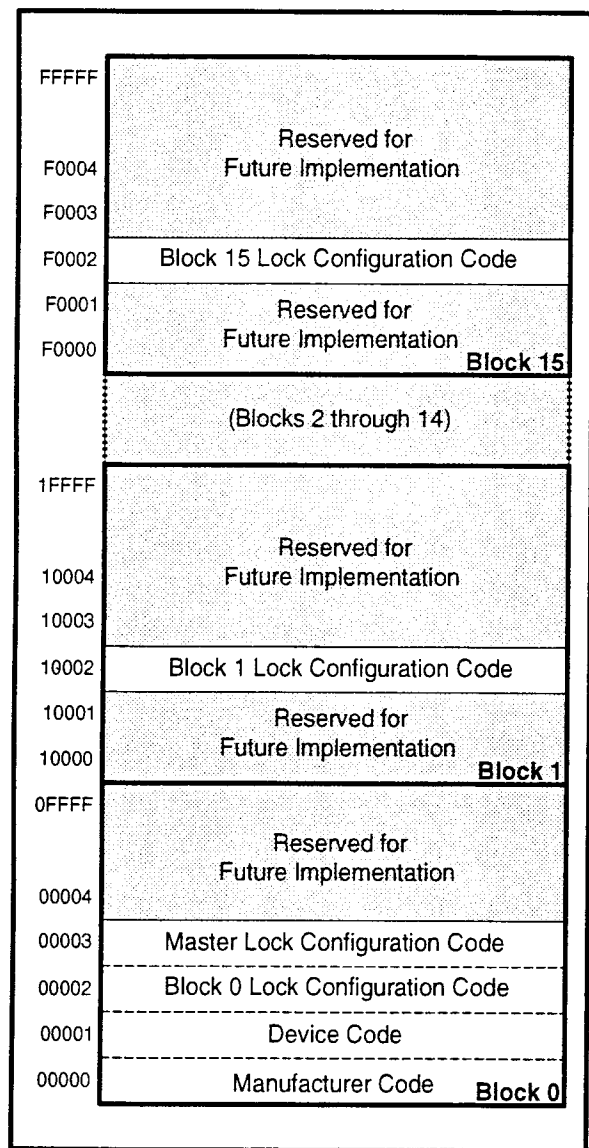 FFFFF
Reserved for
Future Implementation
F0004
F0003
F0002
Block 15 Lock Configuration Code
F0001
Reserved for
Future Implementation
F0000
Block 15
(Blocks 2 through 14)
1FFFF
Reserved for
Future Implementation
10004
10003
10002
Block 1 Lock Configuration Code
10001
Reserved for
Future Implementation
10000
Block 1
0FFFF
Reserved for
Future Implementation
00004
00003
Master Lock Configuration Code
00002
Block 0 Lock Configuration Code
00001
Device Code
00000
Manufacturer Code
Block 0